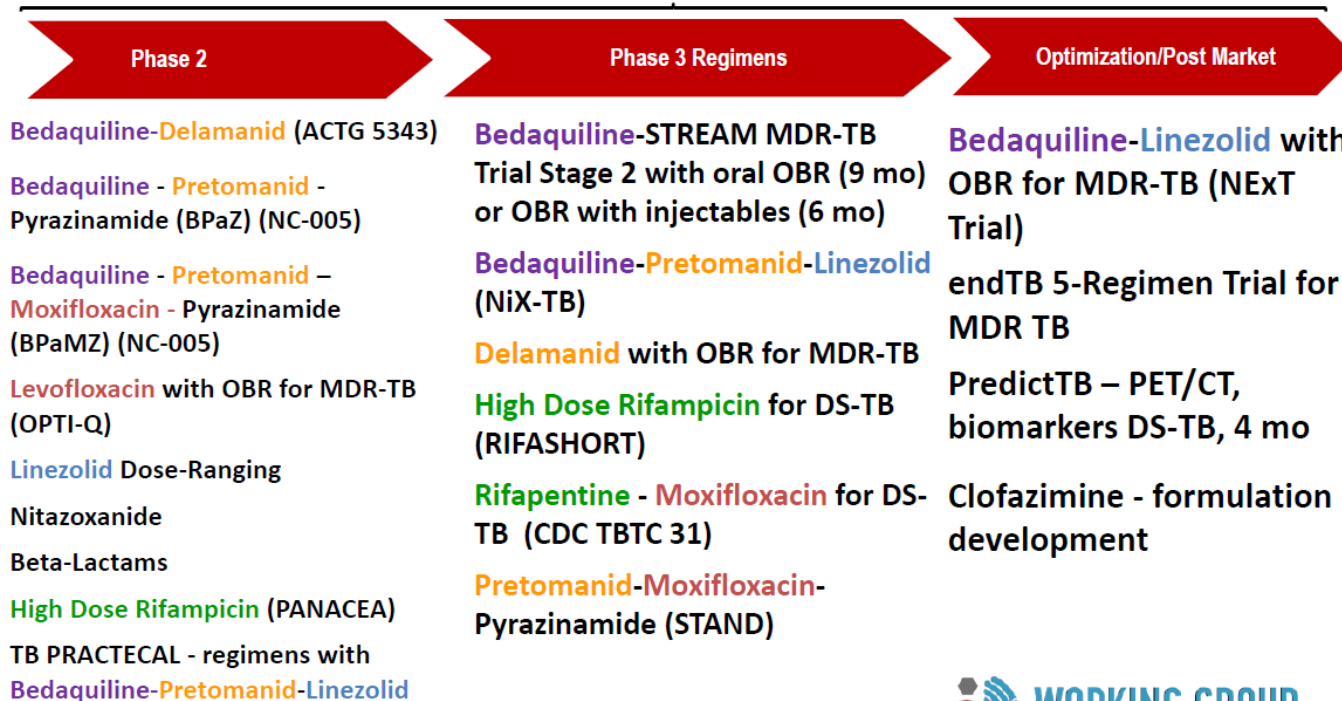 Phase 2
Phase 3 Regimens
Optimization/Post Market
Bedaquiline-Delamanid (ACTG 5343)
Bedaquiline - Pretomanid -
Pyrazinamide (BPaZ) (NC-005)
Bedaquiline - Pretomanid –
Moxifloxacin - Pyrazinamide
(BPaMZ) (NC-005)
Levofloxacin with OBR for MDR-TB
(OPTI-Q)
Linezolid Dose-Ranging
Nitazoxanide
Beta-Lactams
High Dose Rifampicin (PANACEA)
TB PRACTECAL - regimens with
Bedaquiline-Pretomanid-Linezolid
Bedaquiline-STREAM MDR-TB
Trial Stage 2 with oral OBR (9 mo)
or OBR with injectables (6 mo)
Bedaquiline-Pretomanid-Linezolid
(NiX-TB)
Delamanid with OBR for MDR-TB
High Dose Rifampicin for DS-TB
(RIFASHORT)
Rifapentine - Moxifloxacin for DS-
TB (CDC TBTC 31)
Pretomanid-Moxifloxacin-
Pyrazinamide (STAND)
Bedaquiline-Linezolid with
OBR for MDR-TB (NExT
Trial)
endTB 5-Regimen Trial for
MDR TB
PredictTB – PET/CT,
biomarkers DS-TB, 4 mo
Clofazimine - formulation
development
WORKING GROUP